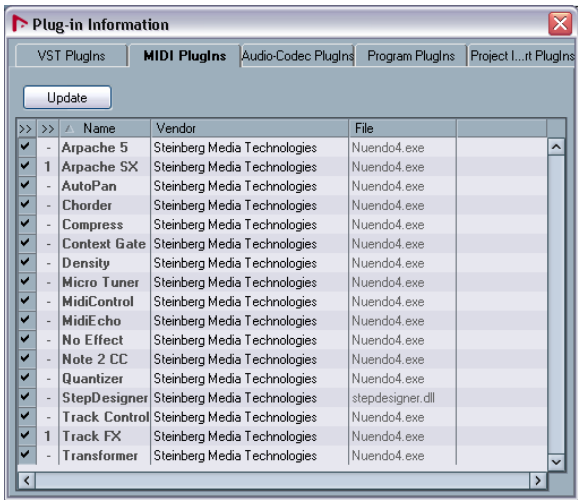 Plug-in Information
VST PlugIns MIDI PlugIns Audio-Codec PlugIns Program PlugIns Project I...rt PlugIns
Update
>> >> Name Vendor File
- Arpache 5 Steinberg Media Technologies Nuendo4.exe
1 Arpache SX Steinberg Media Technologies Nuendo4.exe
- AutoPan Steinberg Media Technologies Nuendo4.exe
- Chorder Steinberg Media Technologies Nuendo4.exe
- Compress Steinberg Media Technologies Nuendo4.exe
- Context Gate Steinberg Media Technologies Nuendo4.exe
- Density Steinberg Media Technologies Nuendo4.exe
- Micro Tuner Steinberg Media Technologies Nuendo4.exe
- MidiControl Steinberg Media Technologies Nuendo4.exe
- MidiEcho Steinberg Media Technologies Nuendo4.exe
- No Effect Steinberg Media Technologies Nuendo4.exe
- Note 2 CC Steinberg Media Technologies Nuendo4.exe
- Quantizer Steinberg Media Technologies Nuendo4.exe
- StepDesigner Steinberg Media Technologies stepdesigner.dll
- Track Control Steinberg Media Technologies Nuendo4.exe
1 Track FX Steinberg Media Technologies Nuendo4.exe
- Transformer Steinberg Media Technologies Nuendo4.exe